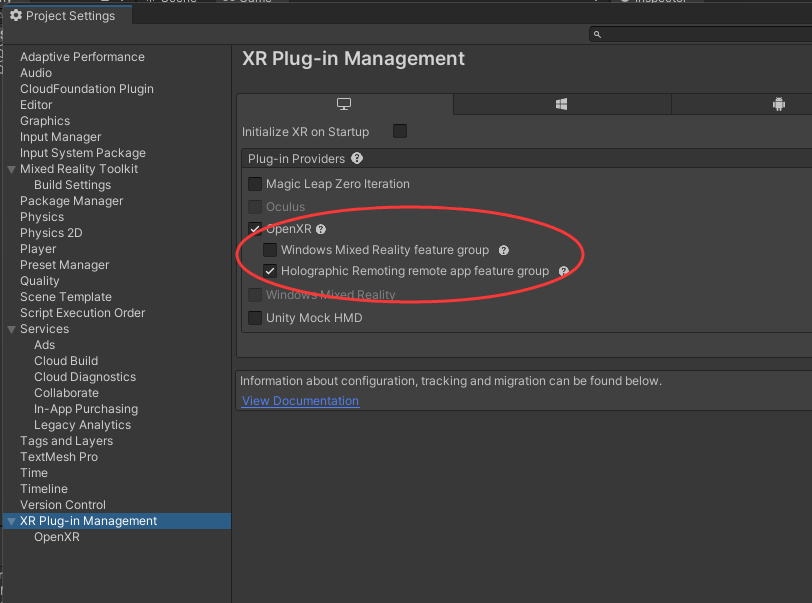 Project Settings
Adaptive Performance
Audio
CloudFoundation Plugin
Editor
Graphics
Input Manager
Input System Package
Mixed Reality Toolkit
Build Settings
Package Manager
Physics
Physics 2D
Player
Preset Manager
Quality
Scene Template
Script Execution Order
Services
Ads
Cloud Build
Cloud Diagnostics
Collaborate
In-App Purchasing
Legacy Analytics
Tags and Layers
TextMesh Pro
Time
Timeline
Version Control
XR Plug-in Management
OpenXR
XR Plug-in Management
Initialize XR on Startup
Plug-in Providers
Magic Leap Zero Iteration
Oculus
OpenXR
Windows Mixed Reality feature group
Holographic Remoting remote app feature group
Windows Mixed Reality
Unity Mock HMD
Information about configuration, tracking and migration can be found below.
View Documentation